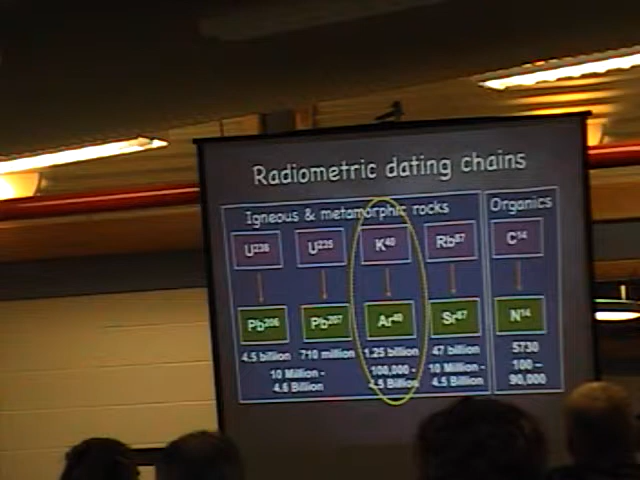 Radiometric dating chains
Igneous & metamorphic rocks
Organics
U238 U235 K40 Rb87 C14
Pb206 Pb207 Ar40 Sr87 N14
4.5 billion 710 million 1.25 billion 47 billion 5730
10 Million - 100,000 - 10 Million - 100 –
4.6 Billion 4.5 Billion 4.5 Billion 90,000